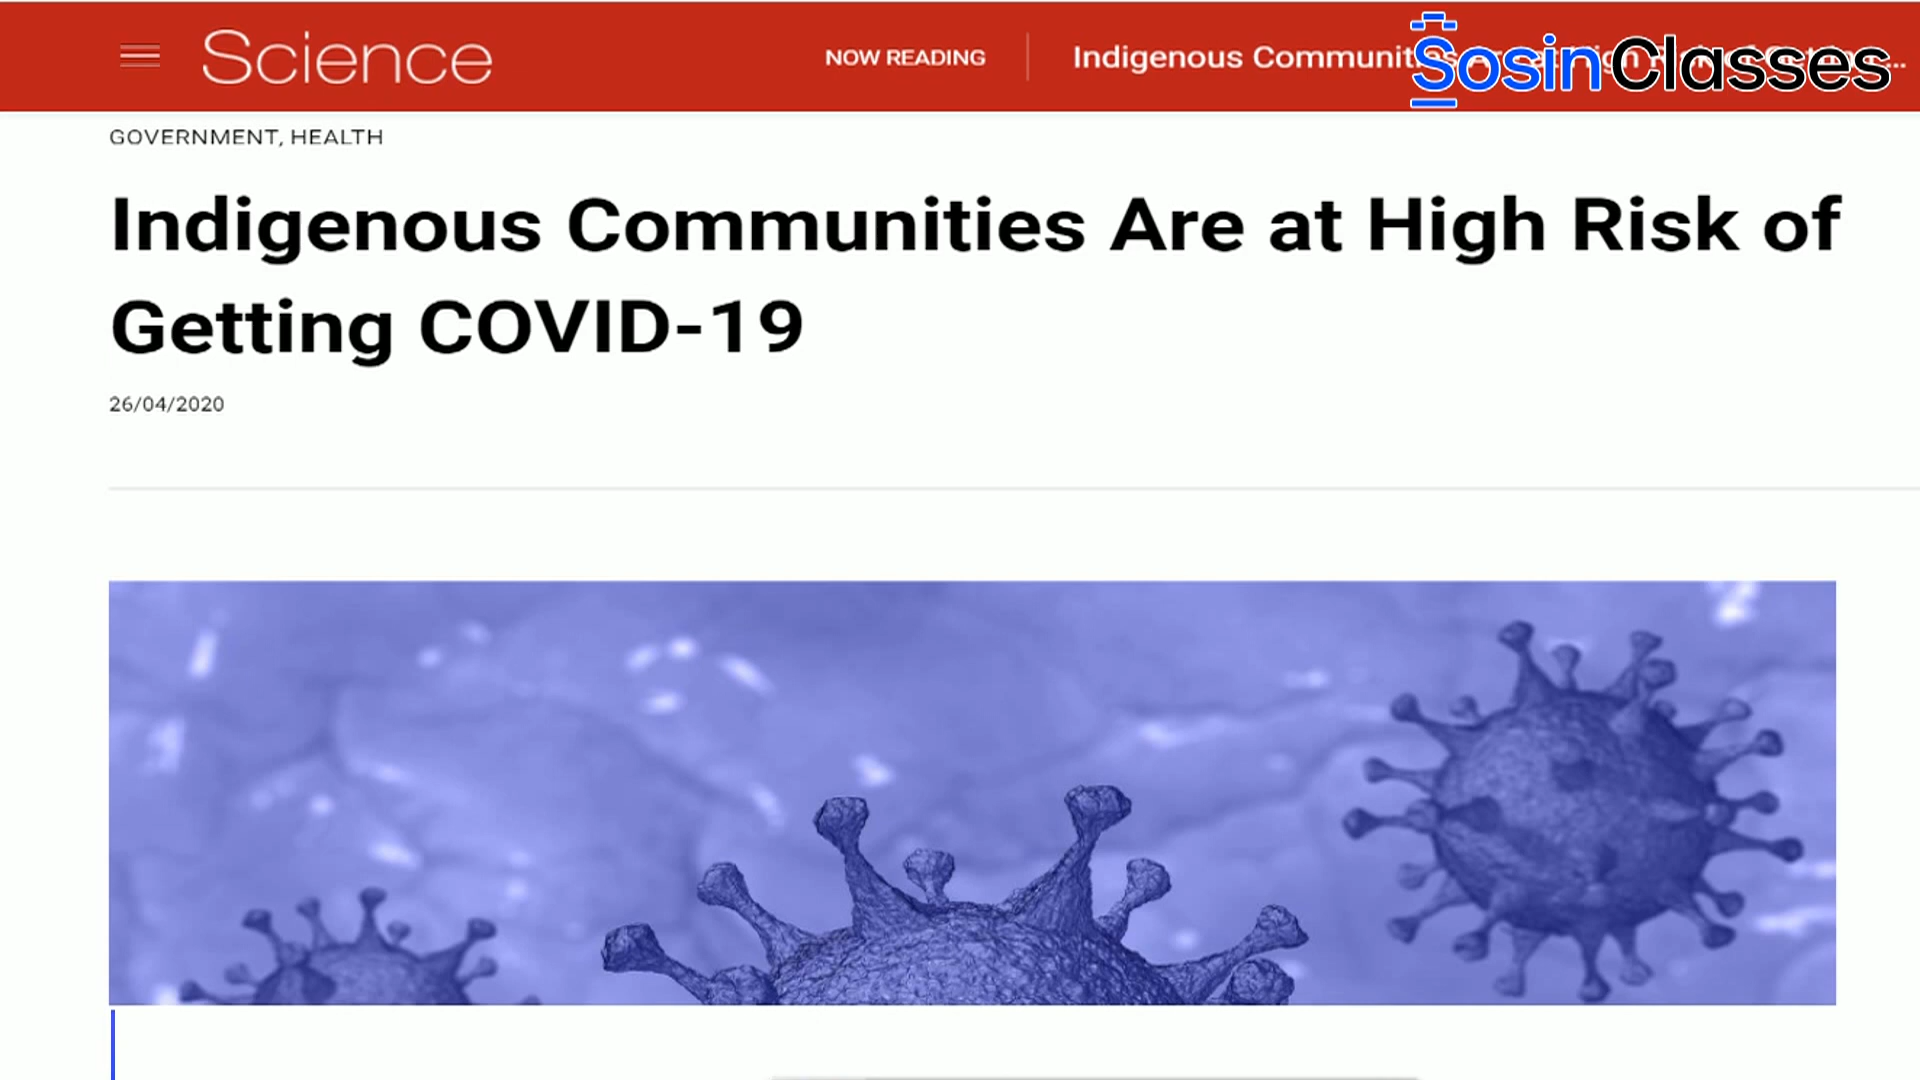 Science
NOW READING
Indigenous Communiti
SosinClasses
GOVERNMENT, HEALTH
Indigenous Communities Are at High Risk of
Getting COVID-19
26/04/2020